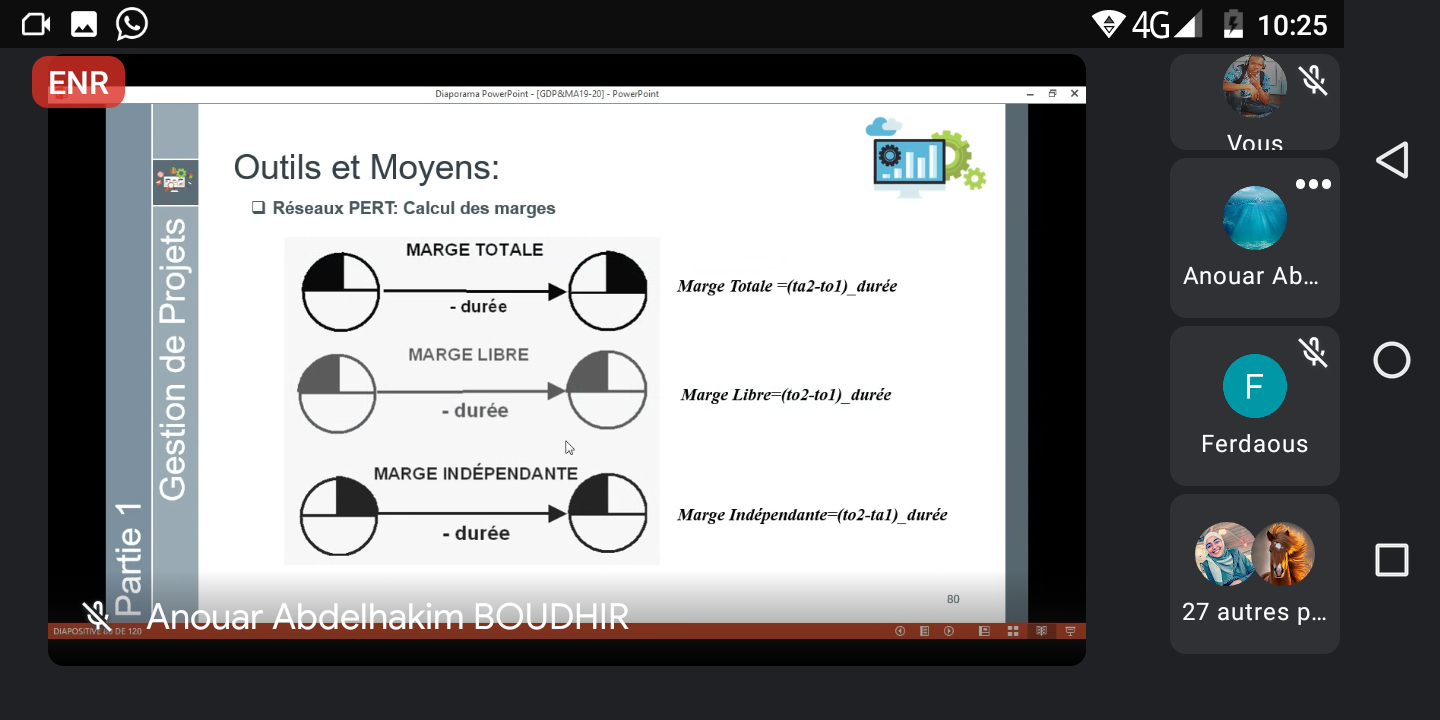 4G 10:25
ENR
Diaporama PowerPoint - [GDP&MA19-20] - PowerPoint
Outils et Moyens:
❑ Réseaux PERT: Calcul des marges
Partie 1
Gestion de Projets
MARGE TOTALE
- durée
Marge Totale =(ta2-to1)_durée
MARGE LIBRE
- durée
Marge Libre=(to2-to1)_durée
MARGE INDÉPENDANTE
- durée
Marge Indépendante=(to2-ta1)_durée
80
Anouar Abdelhakim BOUDHIR
DIAPOSITIVE 80 DE 120
Vous
Anouar Ab...
F
Ferdaous
27 autres p...